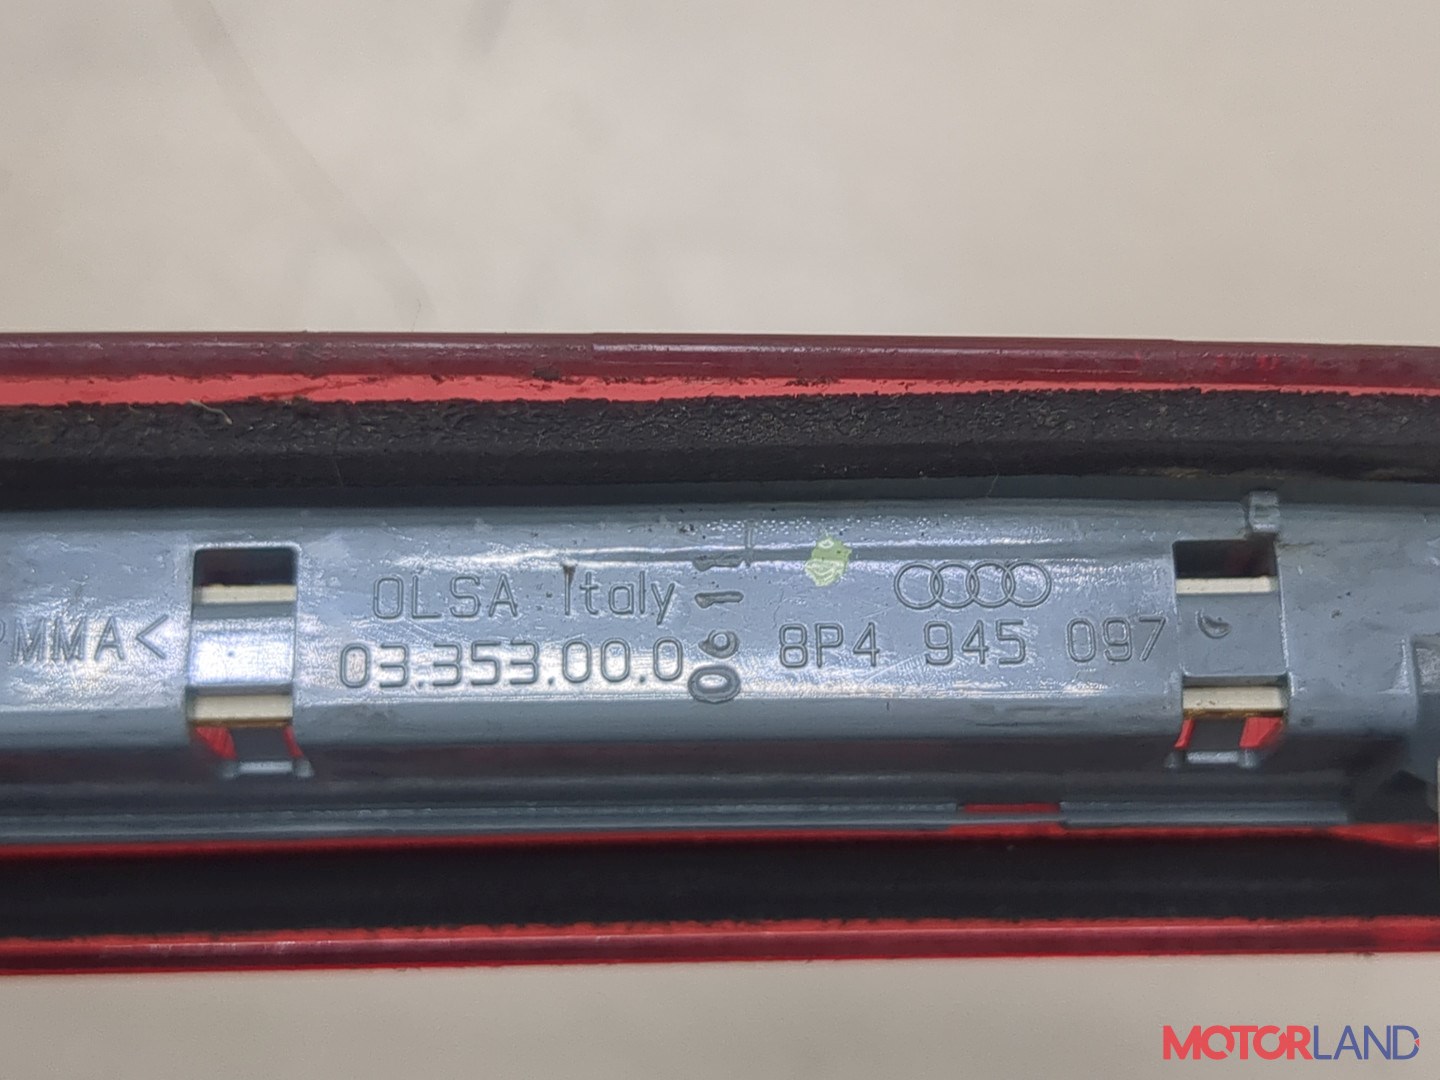 PMMA<
OLSA Italy
03.353.00.0
8P4 945 097
MOTORLAND